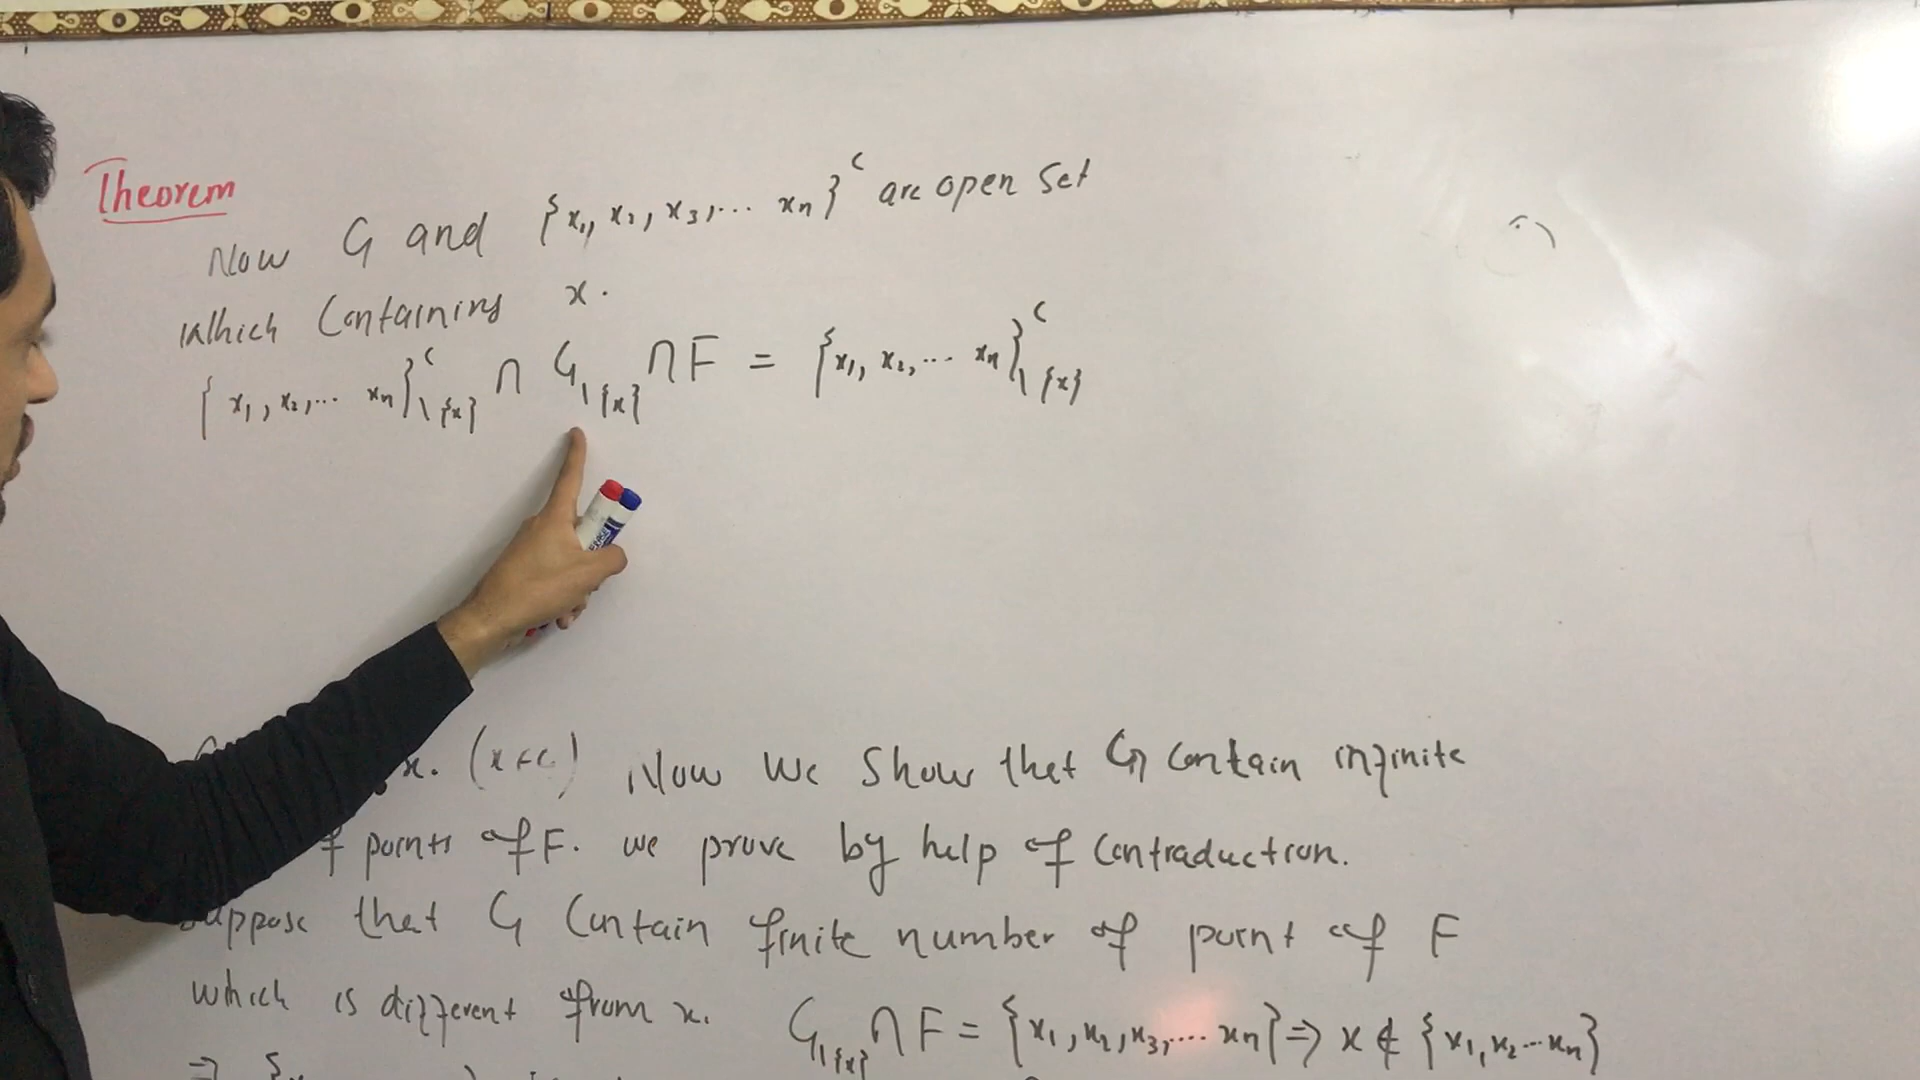 Theorem
Now G and {x₁, x₂, x₃, ... xₙ}ᶜ are open set
which Containing x.
{x₁, x₂, ... xₙ}ᶜ\{x} ∩ G\{x} ∩ F = {x₁, x₂, ... xₙ}ᶜ\{x}
x. (x∈G) Now we show that G contain infinite
of points of F. we prove by help of Contraduction.
Suppose that G Contain finite number of point of F
which is different from x. G\{x} ∩ F = {x₁, x₂, x₃, ... xₙ} ⇒ x ∉ {x₁, x₂ ... xₙ}
⇒ {